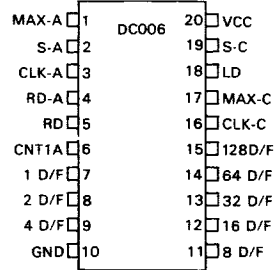 MAX-A 1 DC006 20 VCC
S-A 2 19 S-C
CLK-A 3 18 LD
RD-A 4 17 MAX-C
RD 5 16 CLK-C
CNT1A 6 15 128D/F
1 D/F 7 14 64 D/F
2 D/F 8 13 32 D/F
4 D/F 9 12 16 D/F
GND 10 11 8 D/F